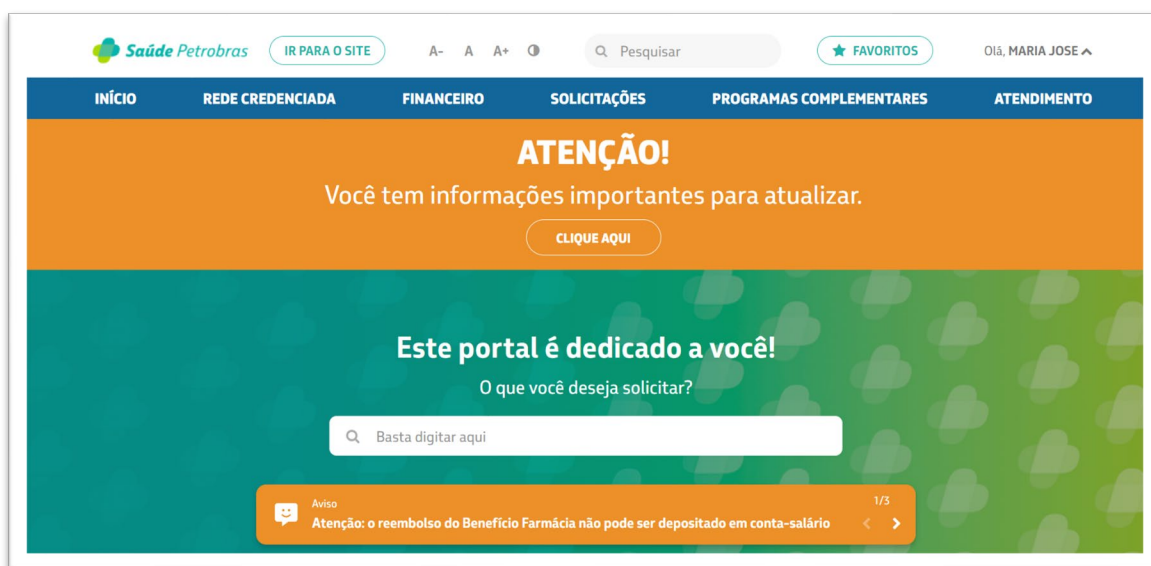 Saúde Petrobras IR PARA O SITE A- A A+ Pesquisar FAVORITOS Olá, MARIA JOSE
INÍCIO REDE CREDENCIADA FINANCEIRO SOLICITAÇÕES PROGRAMAS COMPLEMENTARES ATENDIMENTO
ATENÇÃO!
Você tem informações importantes para atualizar.
CLIQUE AQUI
Este portal é dedicado a você!
O que você deseja solicitar?
Basta digitar aqui
Aviso 1/3
Atenção: o reembolso do Benefício Farmácia não pode ser depositado em conta-salário